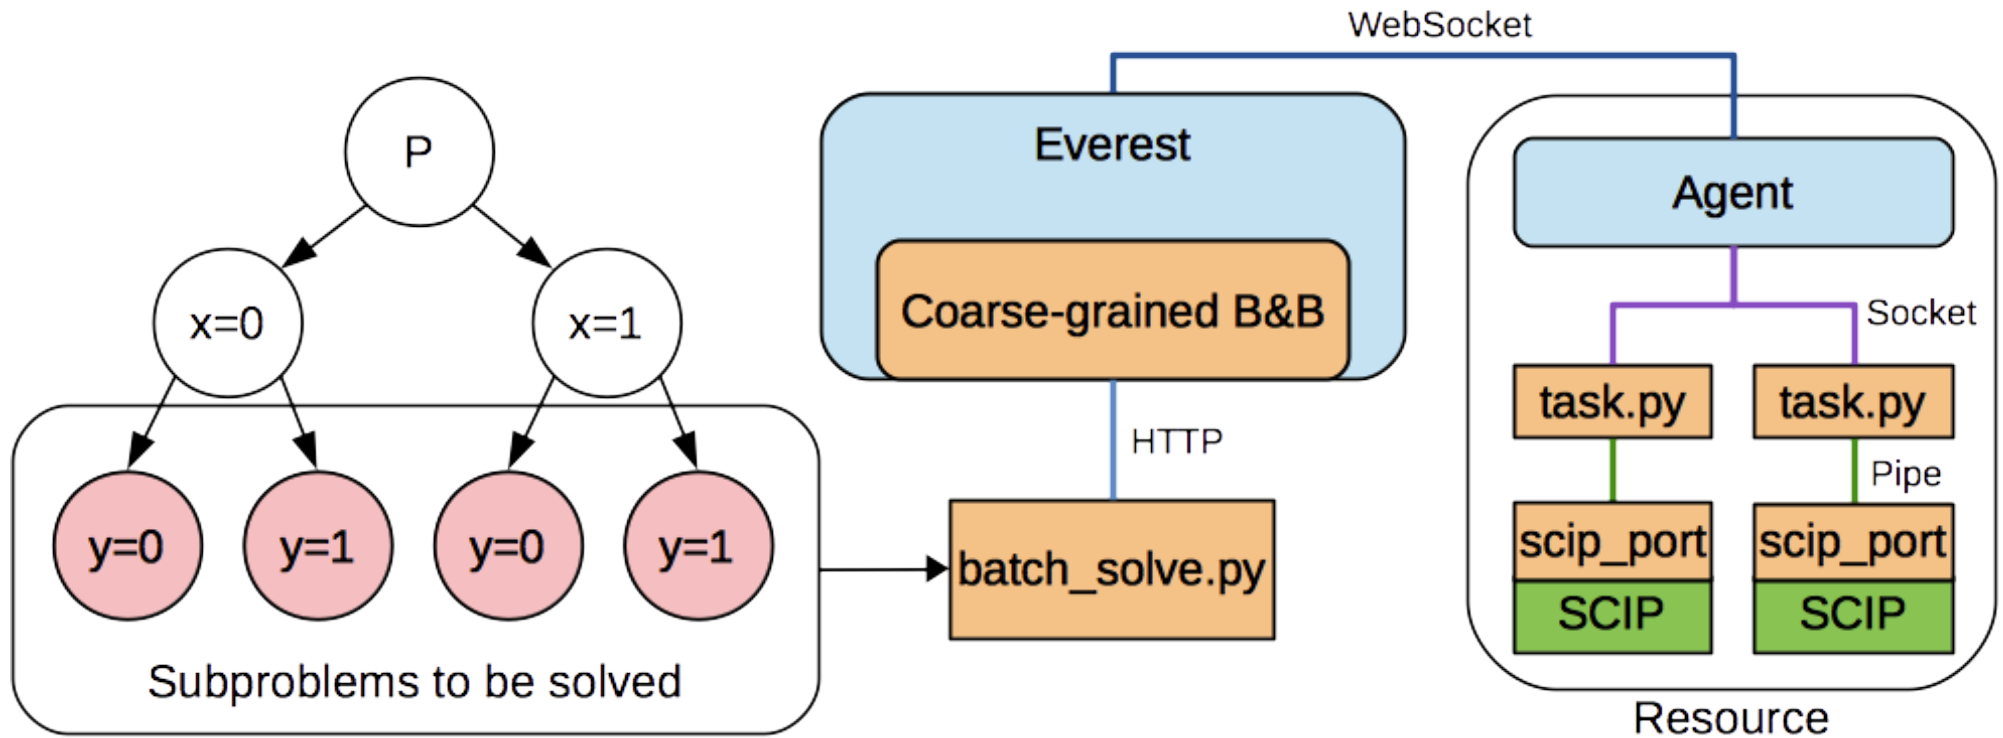 P
x=0
x=1
y=0
y=1
y=0
y=1
Subproblems to be solved
WebSocket
Everest
Coarse-grained B&B
HTTP
batch_solve.py
Agent
Socket
task.py
task.py
Pipe
scip_port
scip_port
SCIP
SCIP
Resource